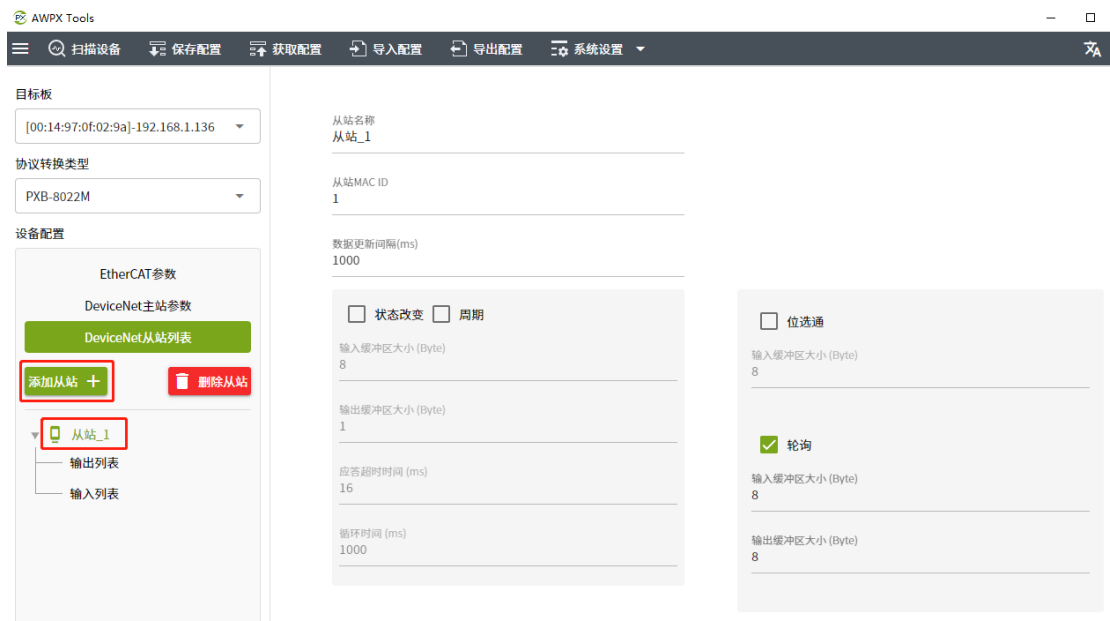 AWPX Tools
扫描设备 保存配置 获取配置 导入配置 导出配置 系统设置
目标板
[00:14:97:0f:02:9a]-192.168.1.136
协议转换类型
PXB-8022M
设备配置
EtherCAT参数
DeviceNet主站参数
DeviceNet从站列表
添加从站 删除从站
从站_1
输出列表
输入列表
从站名称
从站_1
从站MAC ID
1
数据更新间隔(ms)
1000
状态改变 周期
输入缓冲区大小 (Byte)
8
输出缓冲区大小 (Byte)
1
应答超时时间 (ms)
16
循环时间 (ms)
1000
位选通
输入缓冲区大小 (Byte)
8
轮询
输入缓冲区大小 (Byte)
8
输出缓冲区大小 (Byte)
8